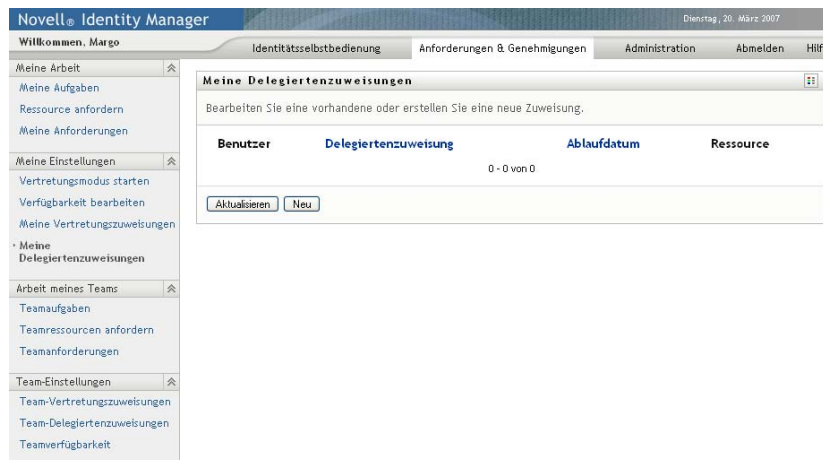 Novell® Identity Manager
Dienstag, 20. März 2007
Willkommen, Margo
Identitätsselbstbedienung Anforderungen & Genehmigungen Administration Abmelden Hilf
Meine Arbeit
Meine Aufgaben
Ressource anfordern
Meine Anforderungen
Meine Einstellungen
Vertretungsmodus starten
Verfügbarkeit bearbeiten
Meine Vertretungszuweisungen
Meine
Delegiertenzuweisungen
Arbeit meines Teams
Teamaufgaben
Teamressourcen anfordern
Teamanforderungen
Team-Einstellungen
Team-Vertretungszuweisungen
Team-Delegiertenzuweisungen
Teamverfügbarkeit
Meine Delegiertenzuweisungen
Bearbeiten Sie eine vorhandene oder erstellen Sie eine neue Zuweisung.
Benutzer Delegiertenzuweisung Ablaufdatum Ressource
0 - 0 von 0
Aktualisieren Neu